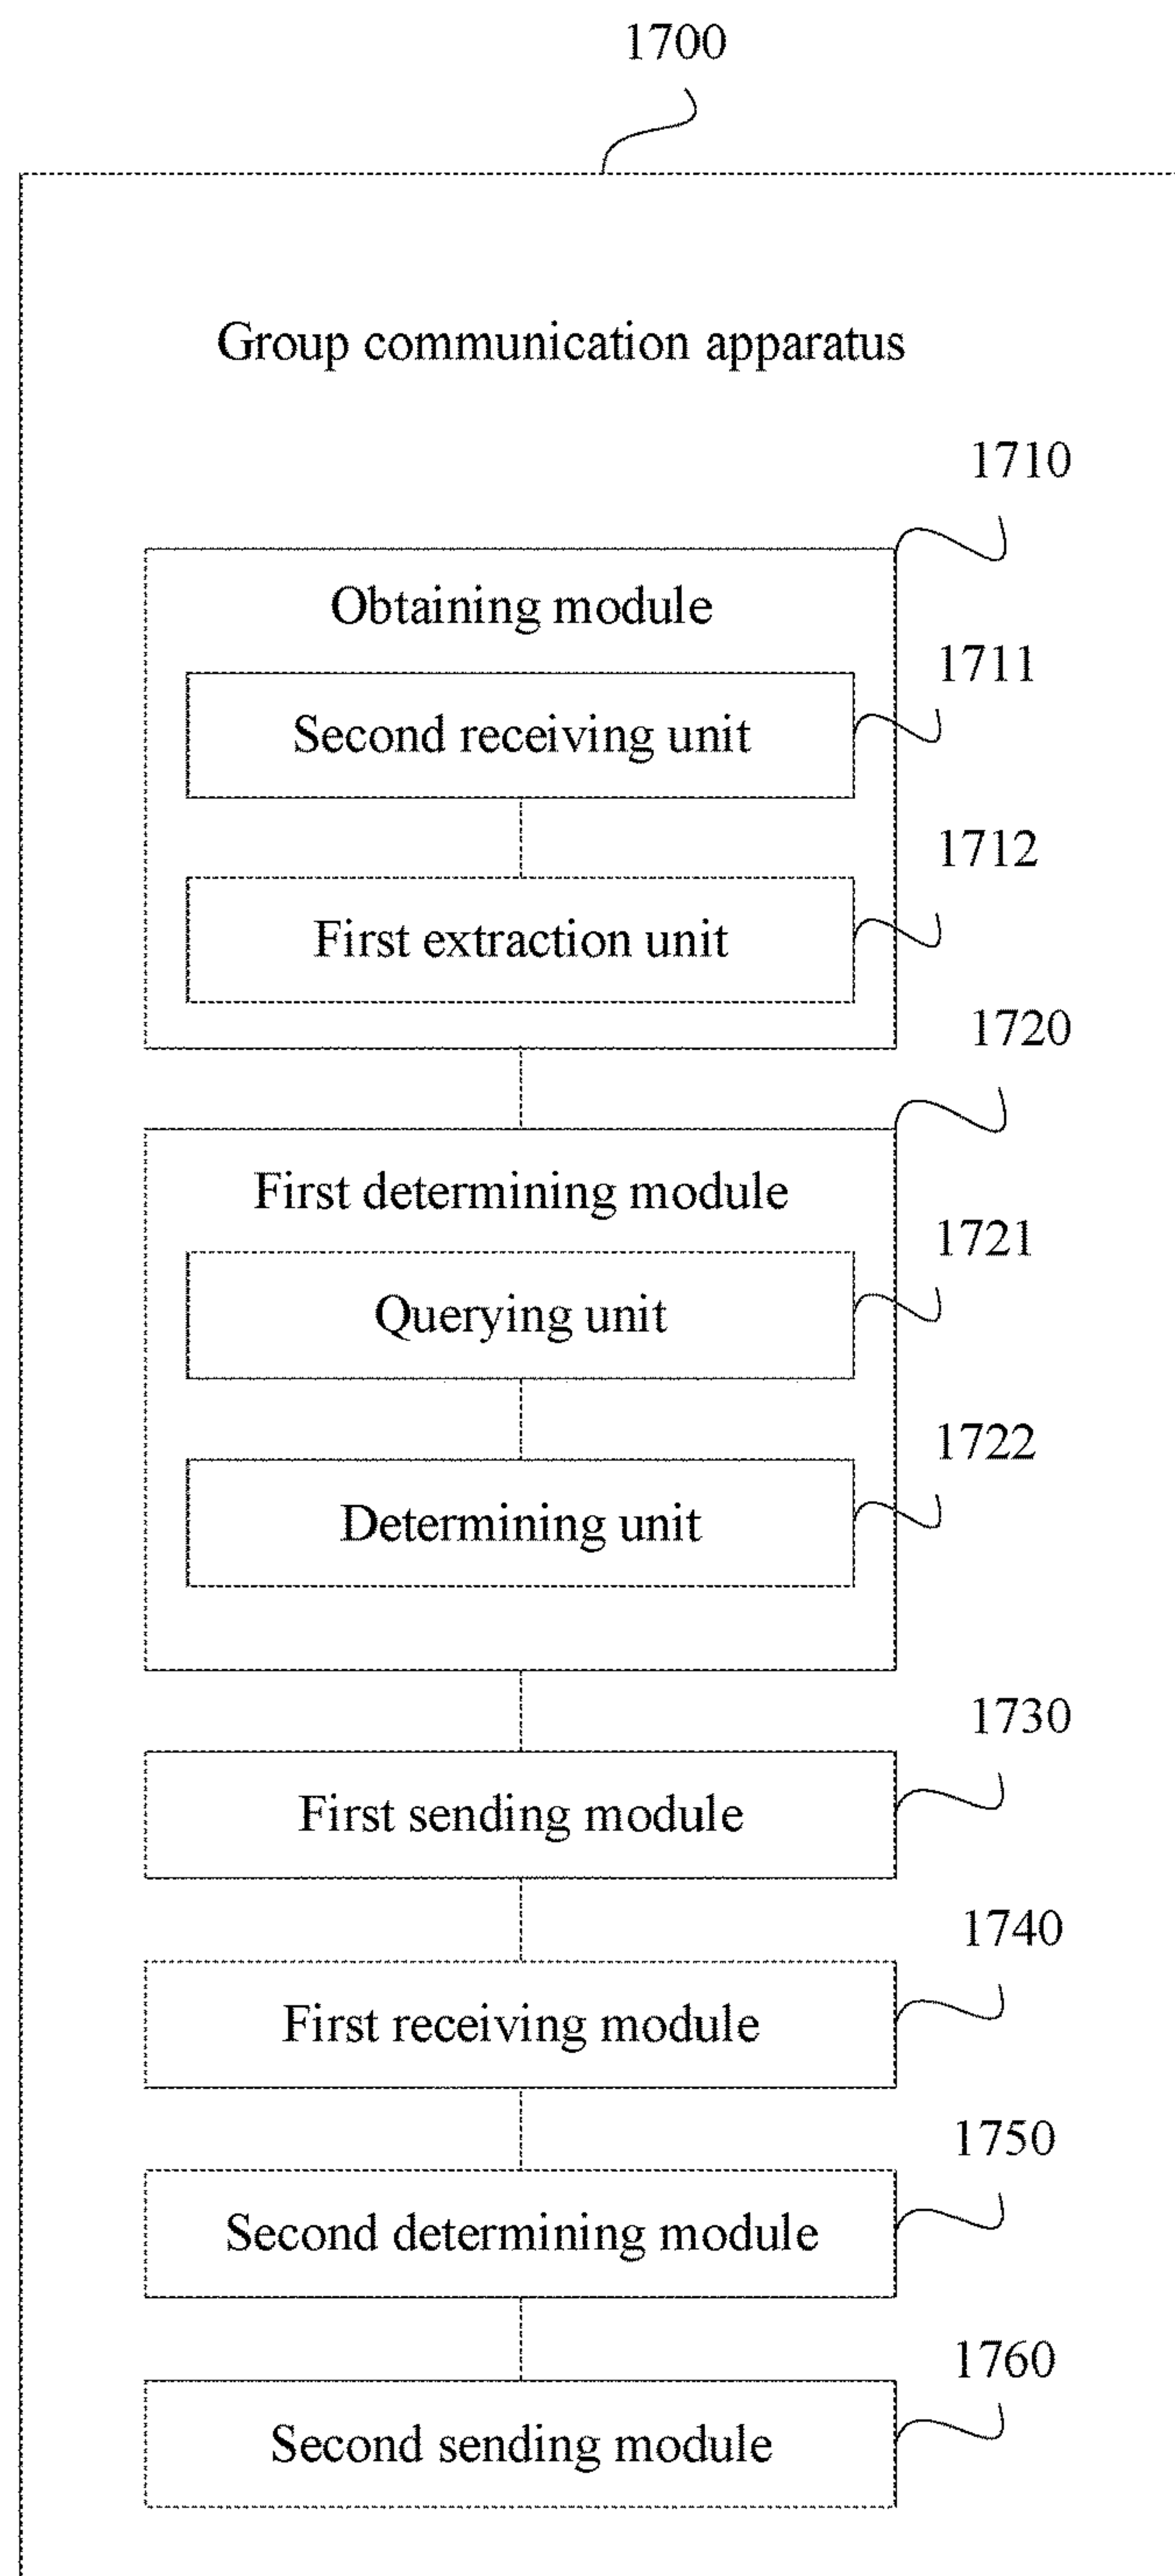 1700
Group communication apparatus
1710
Obtaining module
1711
Second receiving unit
1712
First extraction unit
1720
First determining module
1721
Querying unit
1722
Determining unit
1730
First sending module
1740
First receiving module
1750
Second determining module
1760
Second sending module